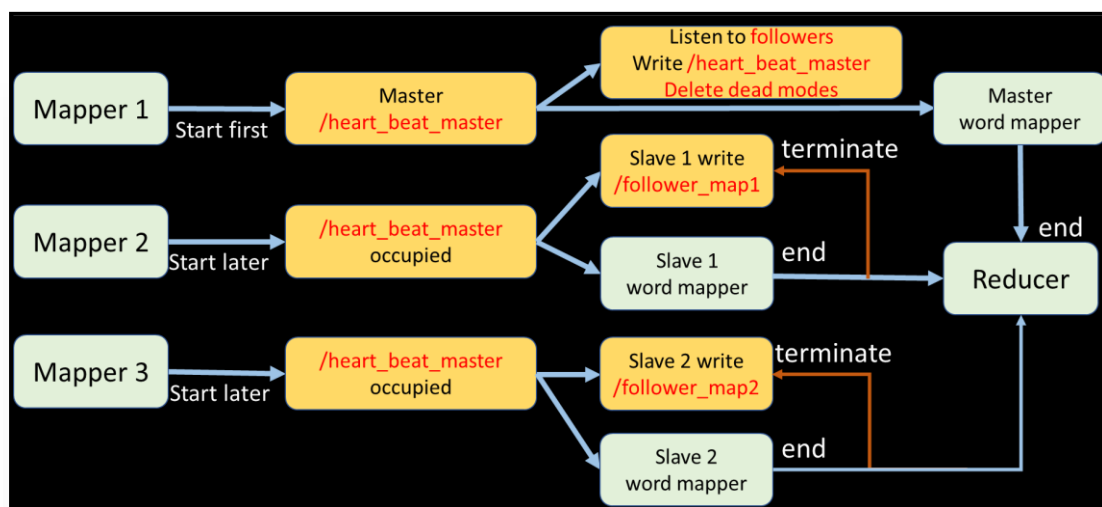 Listen to followers
Write /heart_beat_master
Delete dead modes
Mapper 1
Start first
Master
/heart_beat_master
Master
word mapper
Slave 1 write
/follower_map1
terminate
Mapper 2
Start later
/heart_beat_master
occupied
Slave 1
word mapper
end
end
Reducer
Mapper 3
Start later
/heart_beat_master
occupied
Slave 2 write
/follower_map2
terminate
Slave 2
word mapper
end